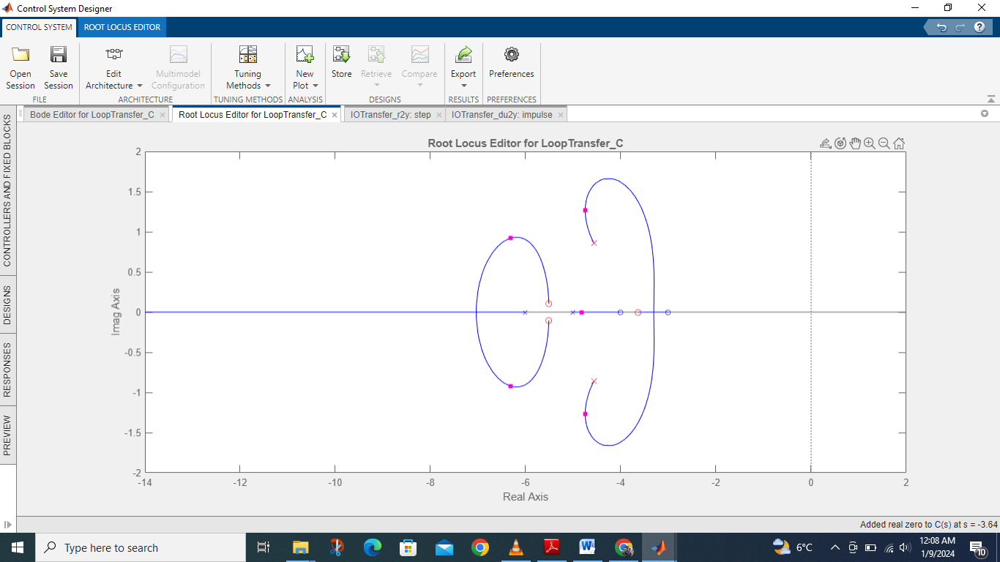 Control System Designer
CONTROL SYSTEM
ROOT LOCUS EDITOR
Open
Session
Save
Session
FILE
Edit
Architecture
Multimodel
Configuration
ARCHITECTURE
Tuning
Methods
TUNING METHODS
New
Plot
ANALYSIS
Store
Retrieve
Compare
DESIGNS
Export
RESULTS
Preferences
PREFERENCES
CONTROLLERS AND FIXED BLOCKS
DESIGNS
RESPONSES
PREVIEW
Bode Editor for LoopTransfer_C
Root Locus Editor for LoopTransfer_C
IOTransfer_r2y: step
IOTransfer_du2y: impulse
Root Locus Editor for LoopTransfer_C
2
1.5
1
0.5
0
-0.5
-1
-1.5
-2
Imag Axis
-14 -12 -10 -8 -6 -4 -2 0 2
Real Axis
Added real zero to C(s) at s = -3.64
Type here to search
6°C
12:08 AM
1/9/2024
10